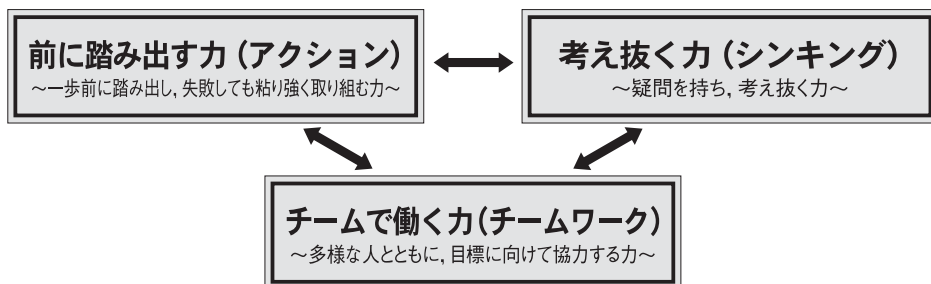 前に踏み出す力（アクション）
～一歩前に踏み出し，失敗しても粘り強く取り組む力～
考え抜く力（シンキング）
～疑問を持ち，考え抜く力～
チームで働く力（チームワーク）
～多様な人とともに，目標に向けて協力する力～